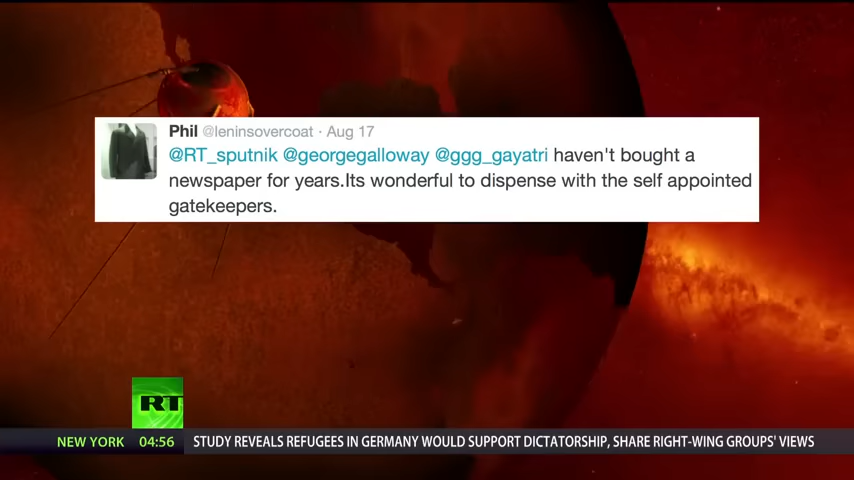 Phil @leninsovercoat · Aug 17
@RT_sputnik @georgegalloway @ggg_gayatri haven't bought a
newspaper for years.Its wonderful to dispense with the self appointed
gatekeepers.
RT
NEW YORK 04:56 STUDY REVEALS REFUGEES IN GERMANY WOULD SUPPORT DICTATORSHIP, SHARE RIGHT-WING GROUPS' VIEWS